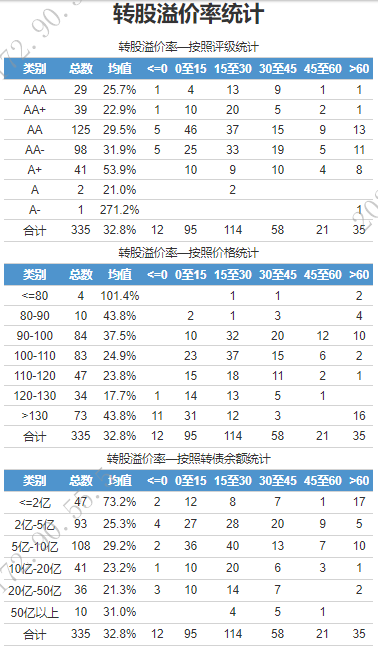 转股溢价率统计
转股溢价率—按照评级统计
类别 总数 均值 <=0 0至15 15至30 30至45 45至60 >60
AAA 29 25.7% 1 4 13 9 1 1
AA+ 39 22.9% 1 10 20 5 2 1
AA 125 29.5% 5 46 37 15 9 13
AA- 98 31.9% 5 25 33 19 5 11
A+ 41 53.9% 10 9 10 4 8
A 2 21.0% 2
A- 1 271.2% 1
合计 335 32.8% 12 95 114 58 21 35
转股溢价率—按照价格统计
类别 总数 均值 <=0 0至15 15至30 30至45 45至60 >60
<=80 4 101.4% 1 1 2
80-90 10 43.8% 2 1 3 4
90-100 84 37.5% 10 32 20 12 10
100-110 83 24.9% 23 37 15 6 2
110-120 47 23.8% 15 18 11 2 1
120-130 34 17.7% 1 14 13 5 1
>130 73 43.8% 11 31 12 3 16
合计 335 32.8% 12 95 114 58 21 35
转股溢价率—按照转债余额统计
类别 总数 均值 <=0 0至15 15至30 30至45 45至60 >60
<=2亿 47 73.2% 2 12 8 7 1 17
2亿-5亿 93 25.3% 4 27 28 20 9 5
5亿-10亿 108 29.2% 2 36 40 13 7 10
10亿-20亿 41 23.2% 1 10 20 6 3 1
20亿-50亿 36 21.3% 3 10 14 7 2
50亿以上 10 31.0% 4 5 1
合计 335 32.8% 12 95 114 58 21 35